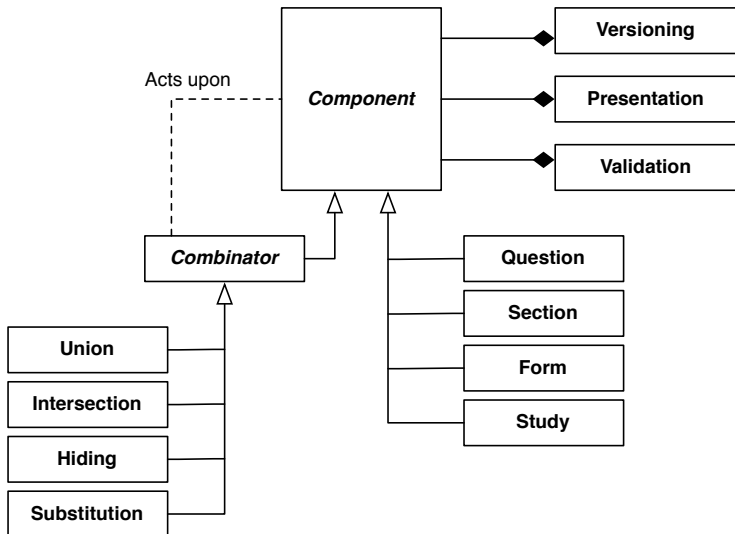 Versioning
Acts upon
Component
Presentation
Validation
Combinator
Question
Section
Union
Form
Intersection
Study
Hiding
Substitution